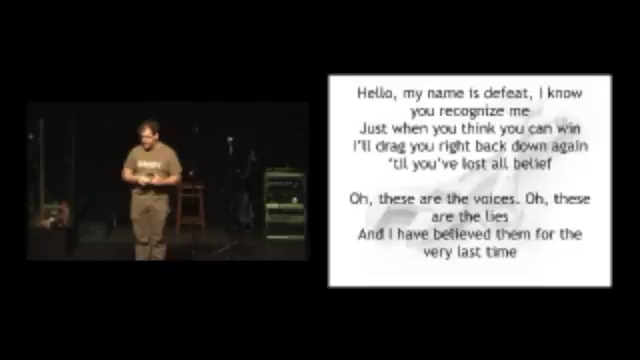 Hello, my name is defeat, I know
you recognize me
Just when you think you can win
I'll drag you right back down again
'til you've lost all belief
Oh, these are the voices. Oh, these
are the lies
And I have believed them for the
very last time